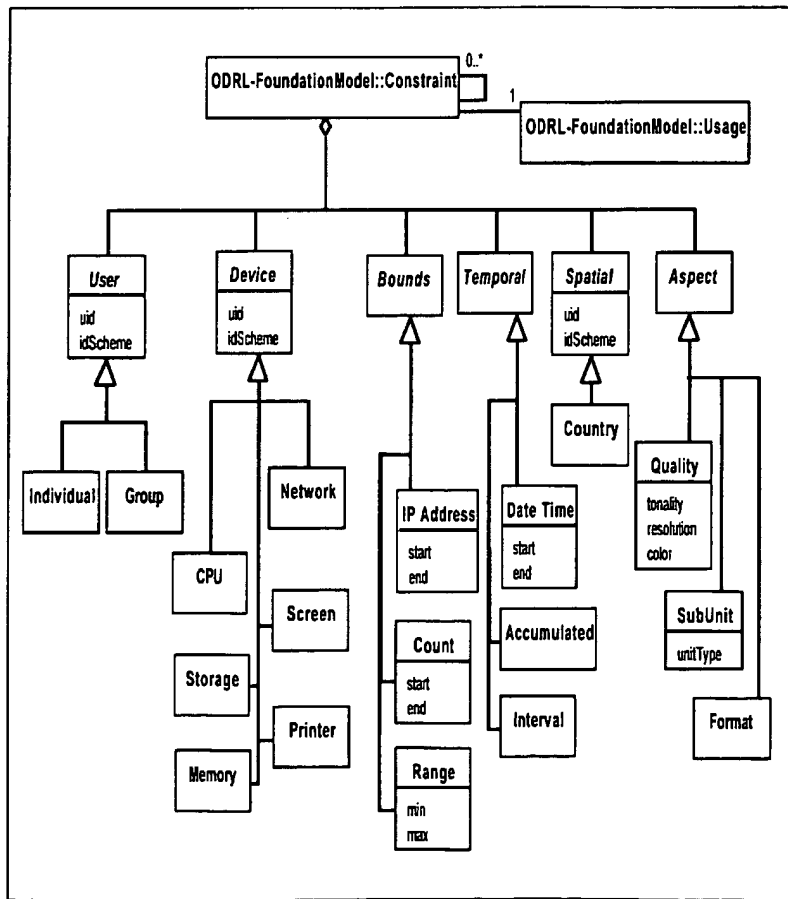 0..*
ODRL-FoundationModel::Constraint
1
ODRL-FoundationModel::Usage
User
uid
idScheme
Device
uid
idScheme
Bounds
Temporal
Spatial
uid
idScheme
Aspect
Individual
Group
Network
CPU
Screen
Storage
Printer
Memory
IP Address
start
end
Count
start
end
Range
min
max
Date Time
start
end
Accumulated
Interval
Country
Quality
tonality
resolution
color
SubUnit
unitType
Format